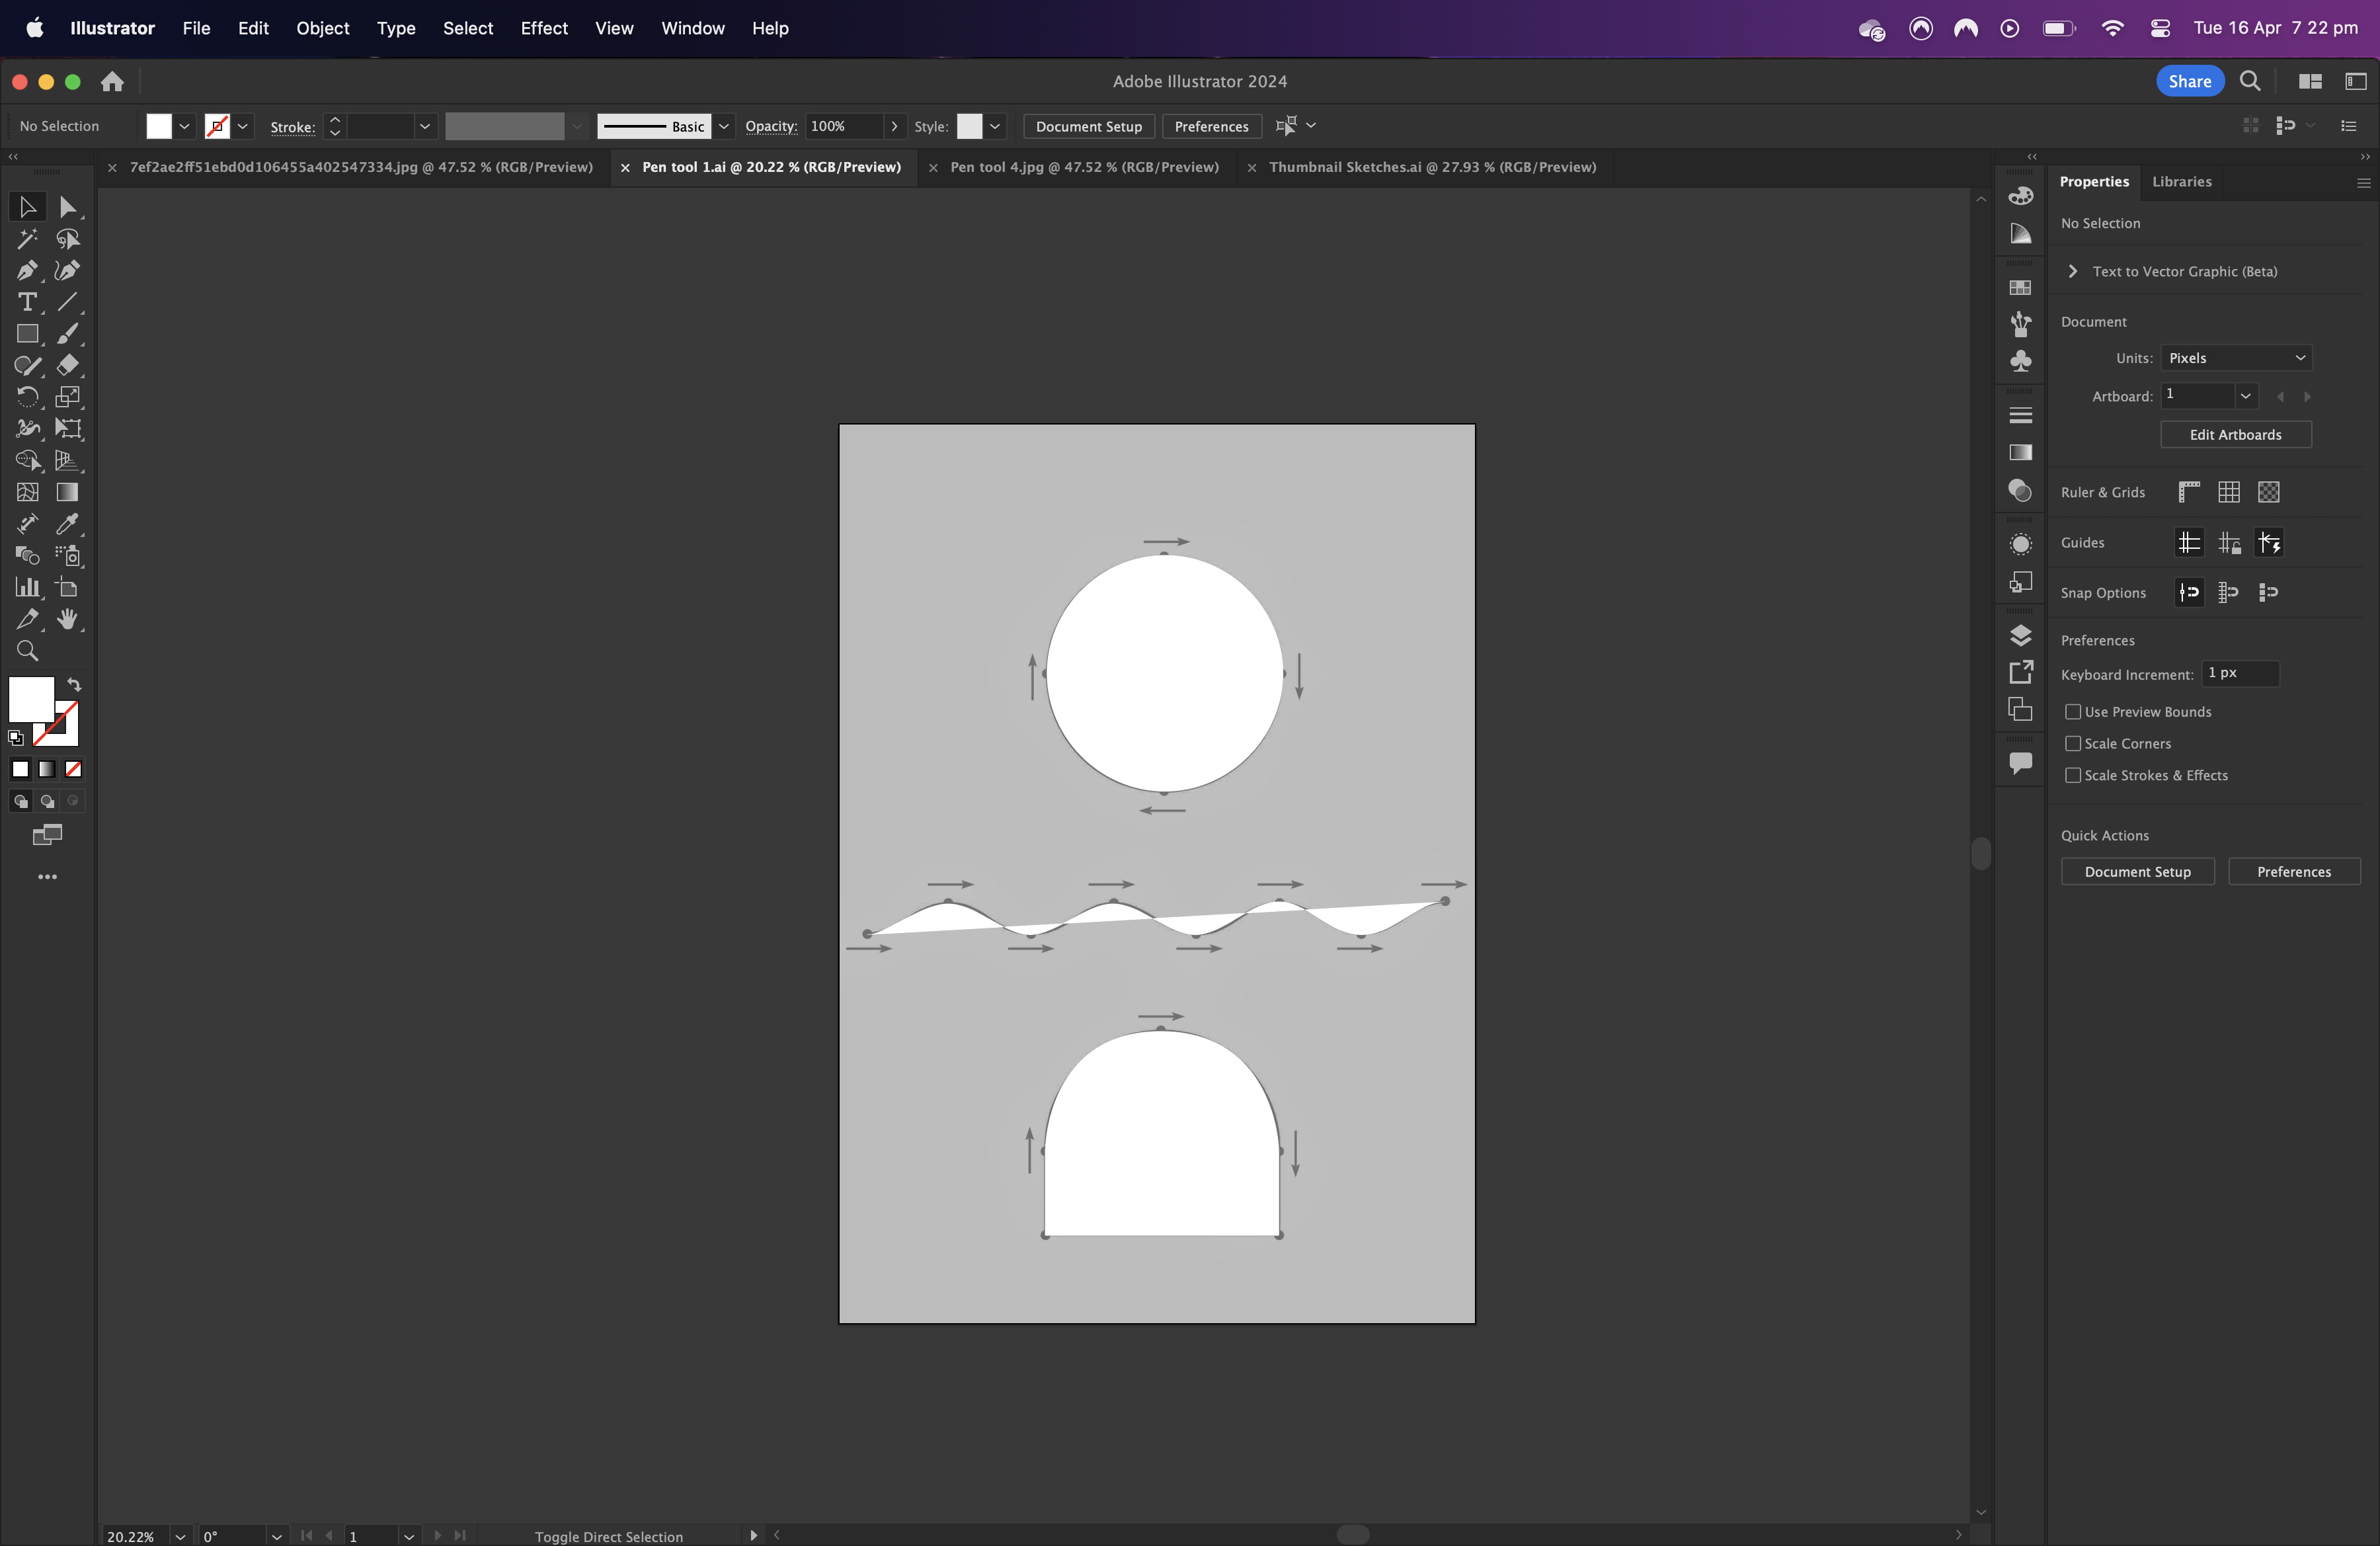 Illustrator File Edit Object Type Select Effect View Window Help Tue 16 Apr 7 22 pm
Adobe Illustrator 2024 Share
No Selection Stroke: Basic Opacity: 100% Style: Document Setup Preferences
7ef2ae2ff51ebd0d106455a402547334.jpg @ 47.52 % (RGB/Preview) Pen tool 1.ai @ 20.22 % (RGB/Preview) Pen tool 4.jpg @ 47.52 % (RGB/Preview) Thumbnail Sketches.ai @ 27.93 % (RGB/Preview)
Properties Libraries
No Selection
Text to Vector Graphic (Beta)
Document
Units: Pixels
Artboard: 1
Edit Artboards
Ruler & Grids
Guides
Snap Options
Preferences
Keyboard Increment: 1 px
Use Preview Bounds
Scale Corners
Scale Strokes & Effects
Quick Actions
Document Setup Preferences
20.22% 0° 1 Toggle Direct Selection